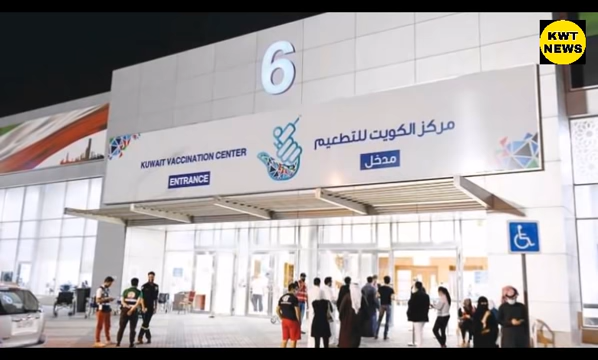 KWT
NEWS
6
KUWAIT VACCINATION CENTER
ENTRANCE
مركز الكويت للتطعيم
مدخل